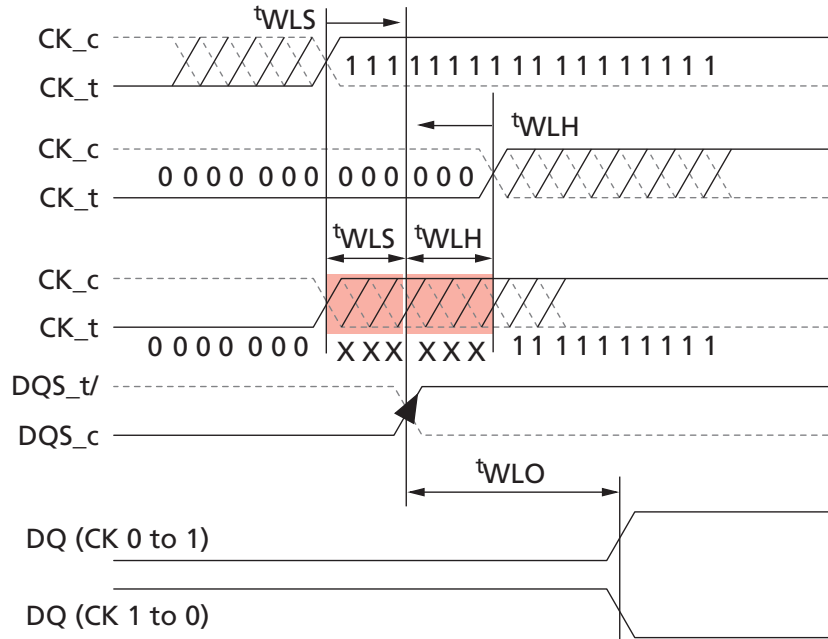 tWLS
CK_c
1 1 1 1 1 1 1 1 1 1 1 1 1 1 1 1 1
CK_t
tWLH
CK_c
0 0 0 0 0 0 0 0 0 0 0 0 0
CK_t
tWLS tWLH
CK_c
CK_t
0 0 0 0 0 0 0 X X X X X X 1 1 1 1 1 1 1 1 1 1
DQS_t/
DQS_c
tWLO
DQ (CK 0 to 1)
DQ (CK 1 to 0)